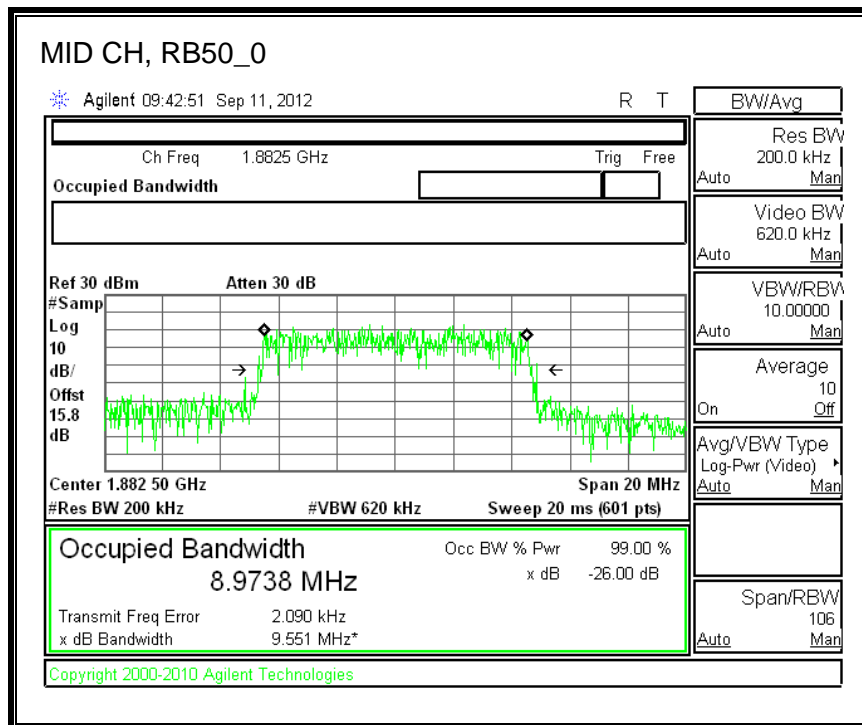 MID CH, RB50_0
Agilent 09:42:51 Sep 11, 2012 R T
Ch Freq 1.8825 GHz Trig Free
Occupied Bandwidth
Ref 30 dBm Atten 30 dB
#Samp
Log
10
dB/
Offst
15.8
dB
Center 1.882 50 GHz Span 20 MHz
#Res BW 200 kHz #VBW 620 kHz Sweep 20 ms (601 pts)
Occupied Bandwidth
8.9738 MHz
Occ BW % Pwr 99.00 %
x dB -26.00 dB
Transmit Freq Error 2.090 kHz
x dB Bandwidth 9.551 MHz*
Copyright 2000-2010 Agilent Technologies
BW/Avg
Res BW
200.0 kHz
Auto Man
Video BW
620.0 kHz
Auto Man
VBW/RBW
10.00000
Auto Man
Average
10
On Off
Avg/VBW Type
Log-Pwr (Video)
Auto Man
Span/RBW
106
Auto Man